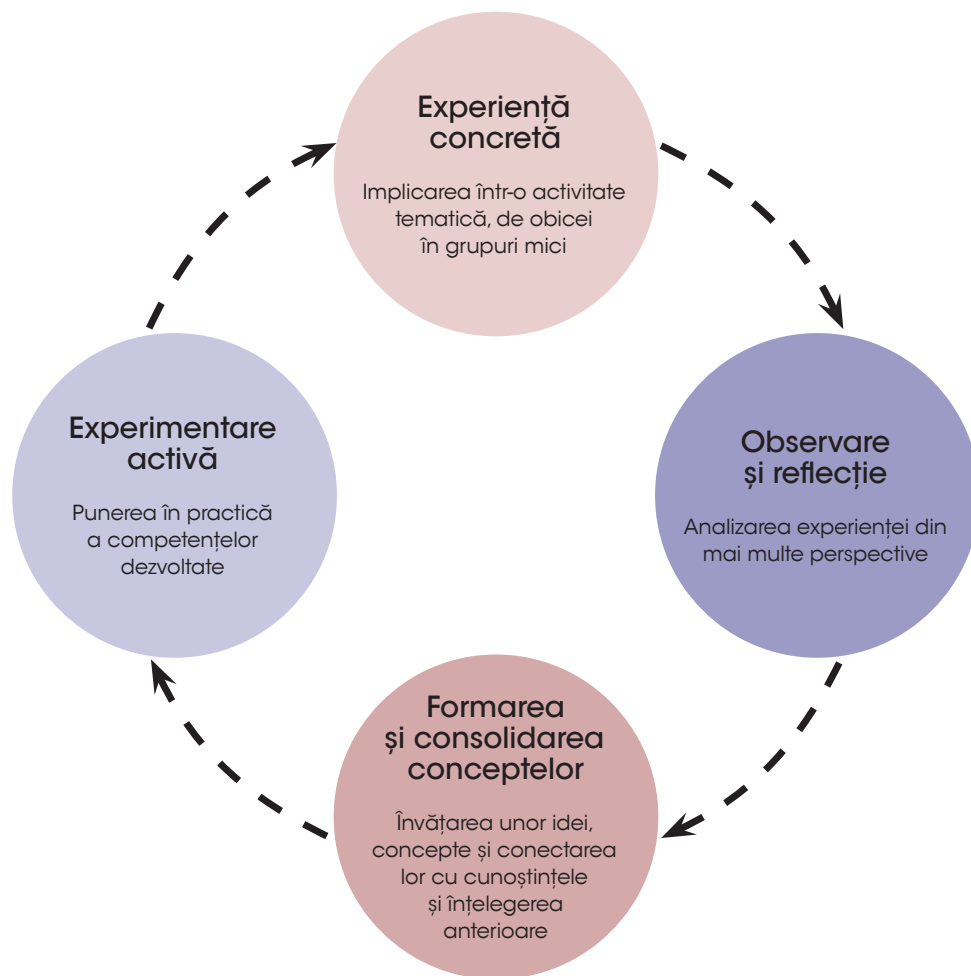 Experiență
concretă
Implicarea într-o activitate
tematică, de obicei
în grupuri mici
Observare
și reflecție
Analizarea experienței din
mai multe perspective
Formarea
și consolidarea
conceptelor
Învățarea unor idei,
concepte și conectarea
lor cu cunoștințele
și înțelegerea
anterioare
Experimentare
activă
Punerea în practică
a competențelor
dezvoltate